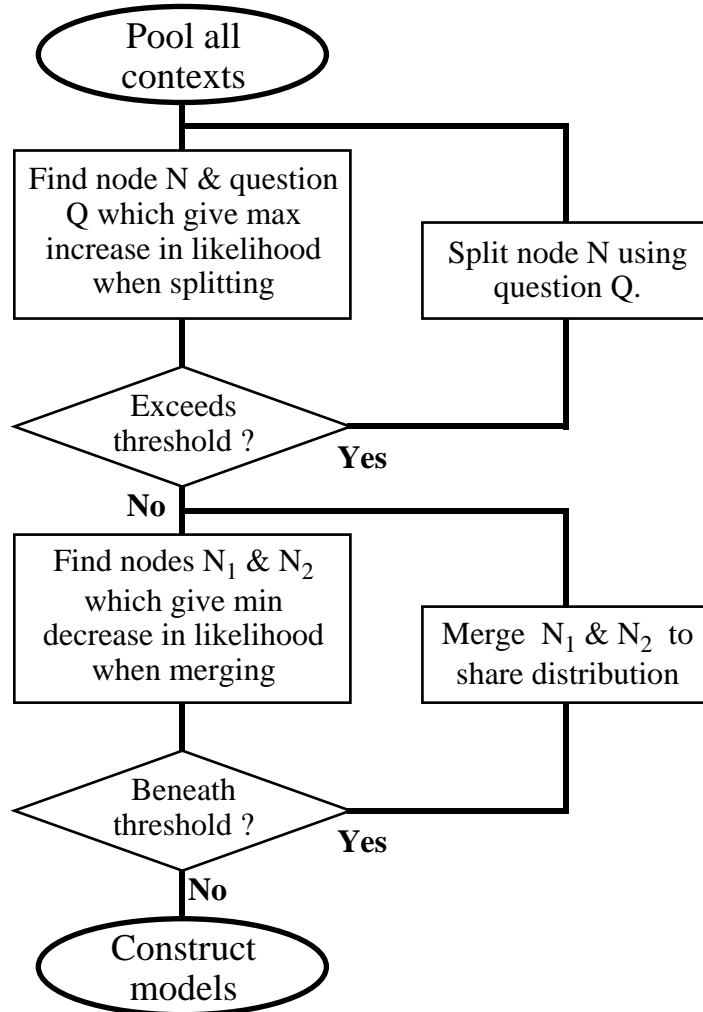 Pool all
contexts
Find node N & question
Q which give max
increase in likelihood
when splitting
Split node N using
question Q.
Exceeds
threshold ?
Yes
No
Find nodes N₁ & N₂
which give min
decrease in likelihood
when merging
Merge N₁ & N₂ to
share distribution
Beneath
threshold ?
Yes
No
Construct
models